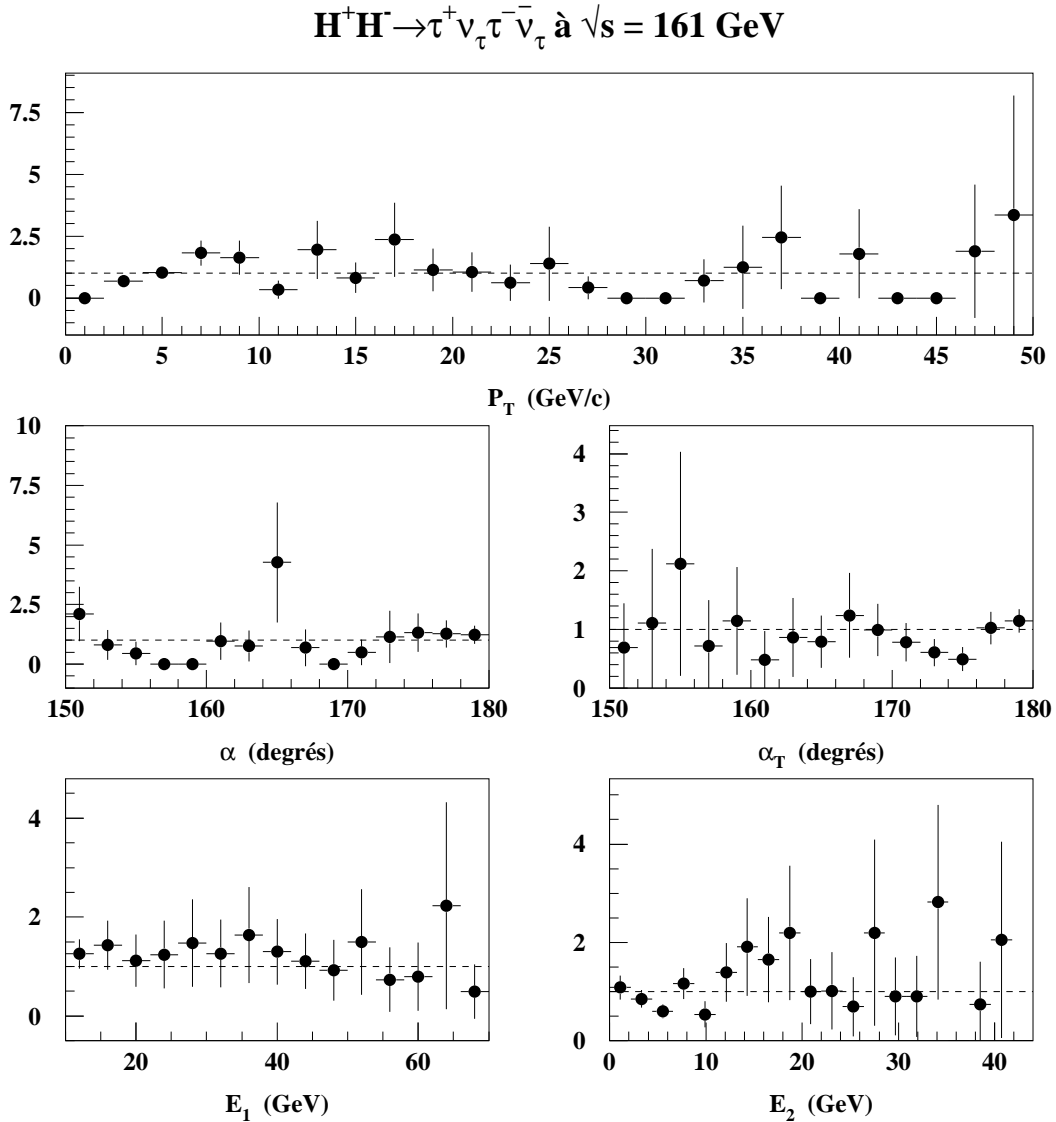 H⁺H⁻→τ⁺ν_τ τ⁻ν̄_τ à √s = 161 GeV
7.5
5
2.5
0
0 5 10 15 20 25 30 35 40 45 50
P_T (GeV/c)
10
7.5
5
2.5
0
150 160 170 180
α (degrés)
4
3
2
1
0
150 160 170 180
α_T (degrés)
4
2
0
20 40 60
E_1 (GeV)
4
2
0
0 10 20 30 40
E_2 (GeV)